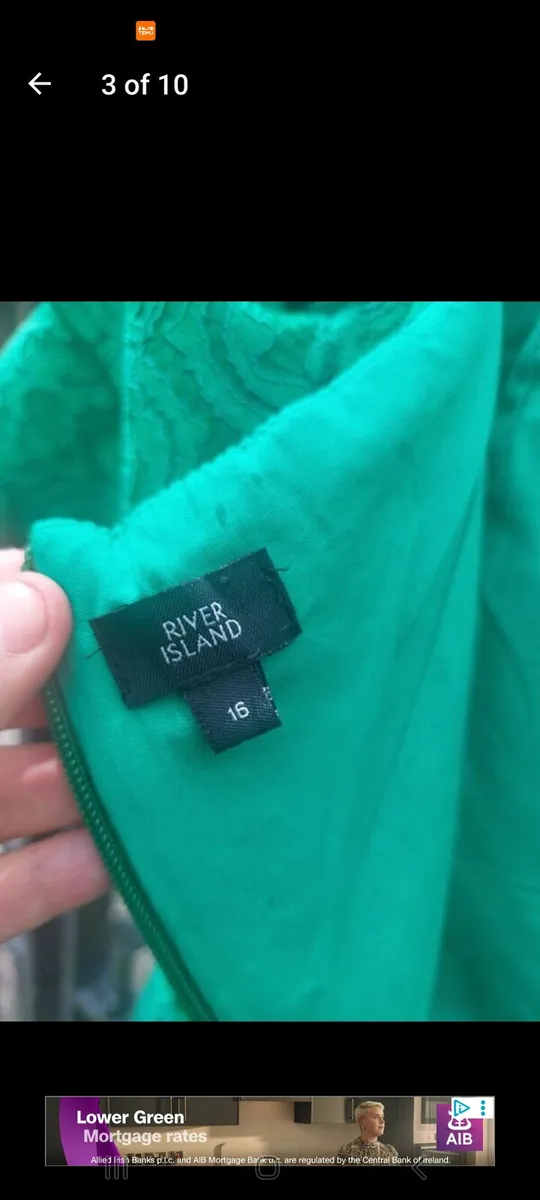 TEMU
3 of 10
RIVER
ISLAND
16
Lower Green
Mortgage rates
AIB
Allied Irish Banks p.l.c. and AIB Mortgage Bank u.c. are regulated by the Central Bank of Ireland.